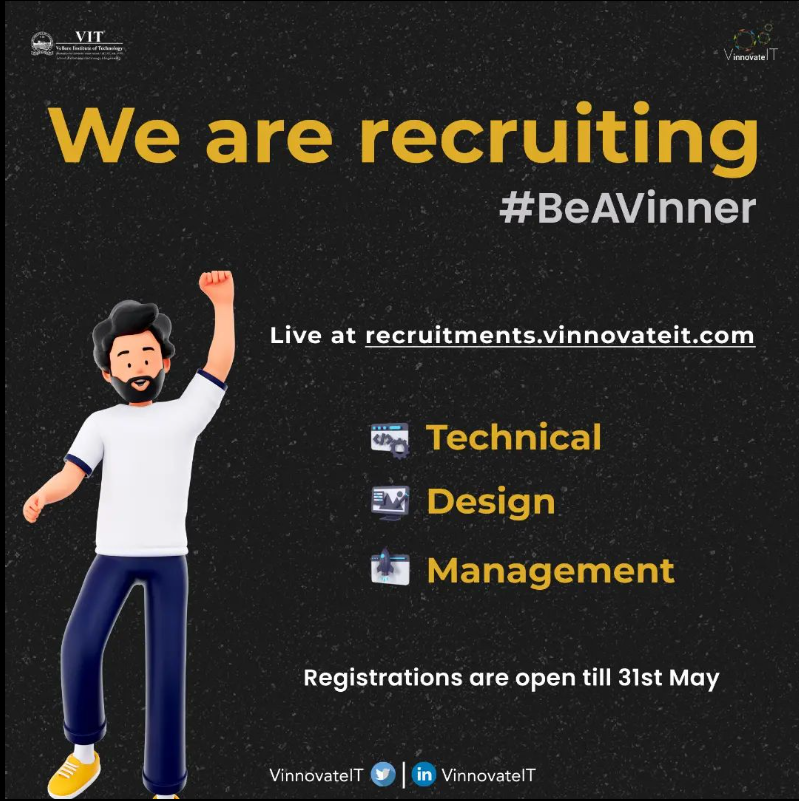 VIT
Vellore Institute of Technology
VinnovateIT
We are recruiting
#BeAVinner
Live at recruitments.vinnovateit.com
Technical
Design
Management
Registrations are open till 31st May
VinnovateIT | in VinnovateIT